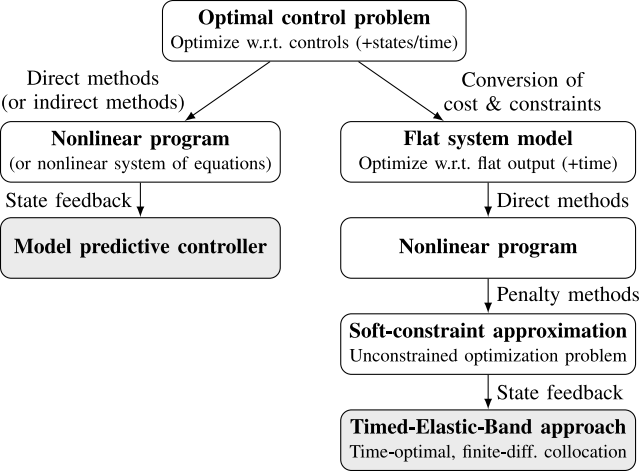 Optimal control problem
Optimize w.r.t. controls (+states/time)
Direct methods
(or indirect methods)
Conversion of
cost & constraints
Nonlinear program
(or nonlinear system of equations)
Flat system model
Optimize w.r.t. flat output (+time)
State feedback
Direct methods
Model predictive controller
Nonlinear program
Penalty methods
Soft-constraint approximation
Unconstrained optimization problem
State feedback
Timed-Elastic-Band approach
Time-optimal, finite-diff. collocation